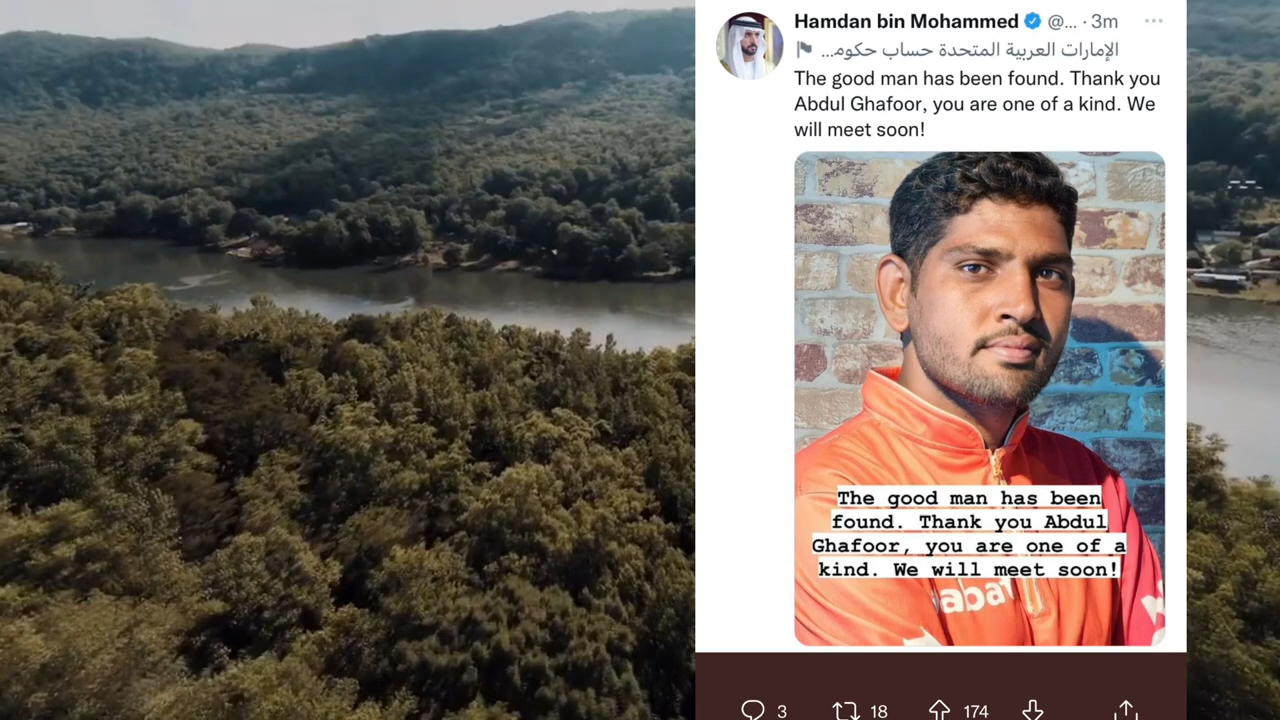 Hamdan bin Mohammed @... · 3m
الإمارات العربية المتحدة حساب حكوم...
The good man has been found. Thank you
Abdul Ghafoor, you are one of a kind. We
will meet soon!
The good man has been
found. Thank you Abdul
Ghafoor, you are one of a
kind. We will meet soon!
abat
3 18 174